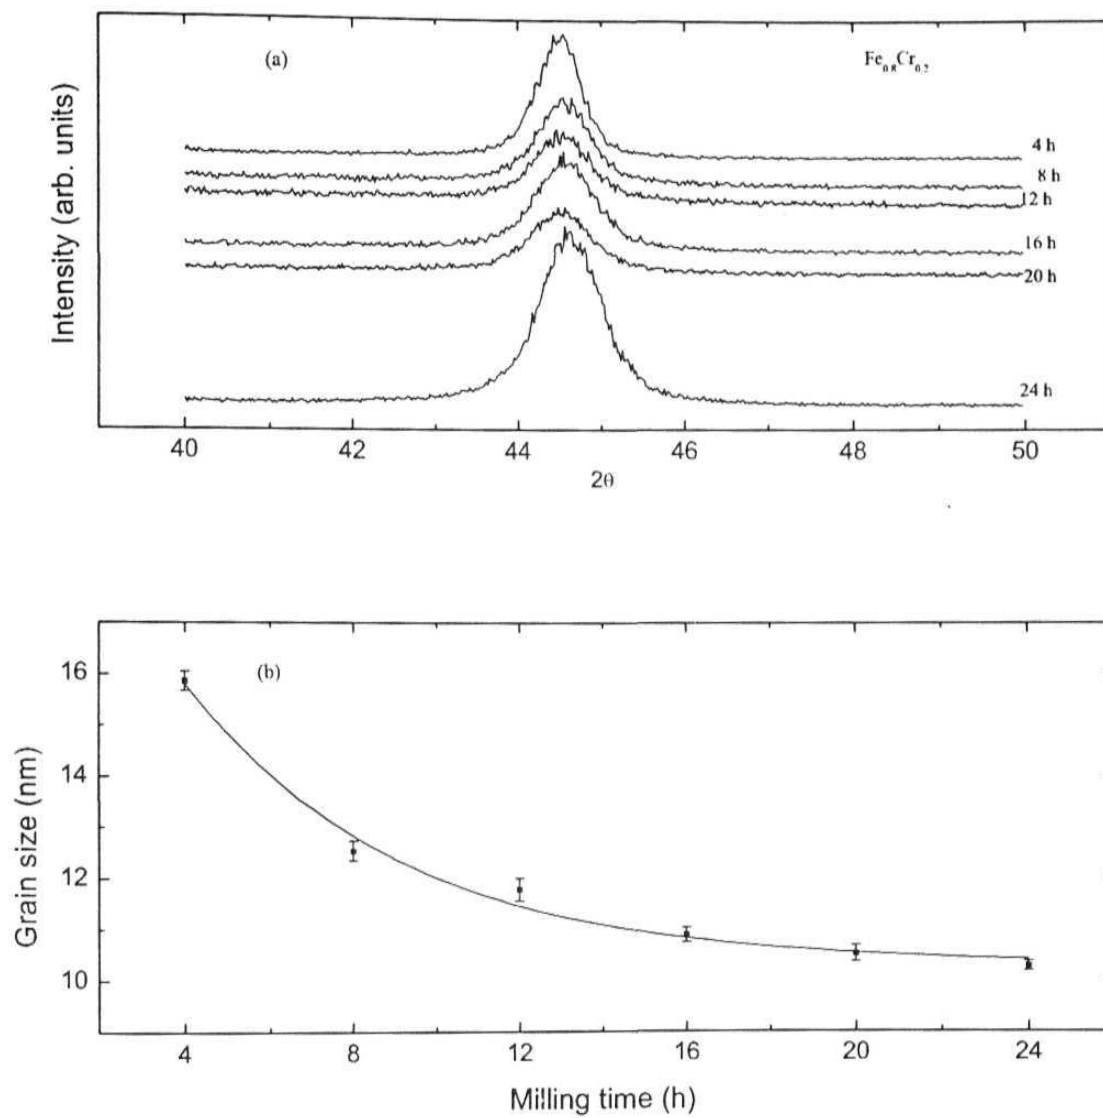 (a)
Fe0.8Cr0.2
Intensity (arb. units)
4 h
8 h
12 h
16 h
20 h
24 h
40 42 44 46 48 50
2θ
(b)
Grain size (nm)
16
14
12
10
4 8 12 16 20 24
Milling time (h)